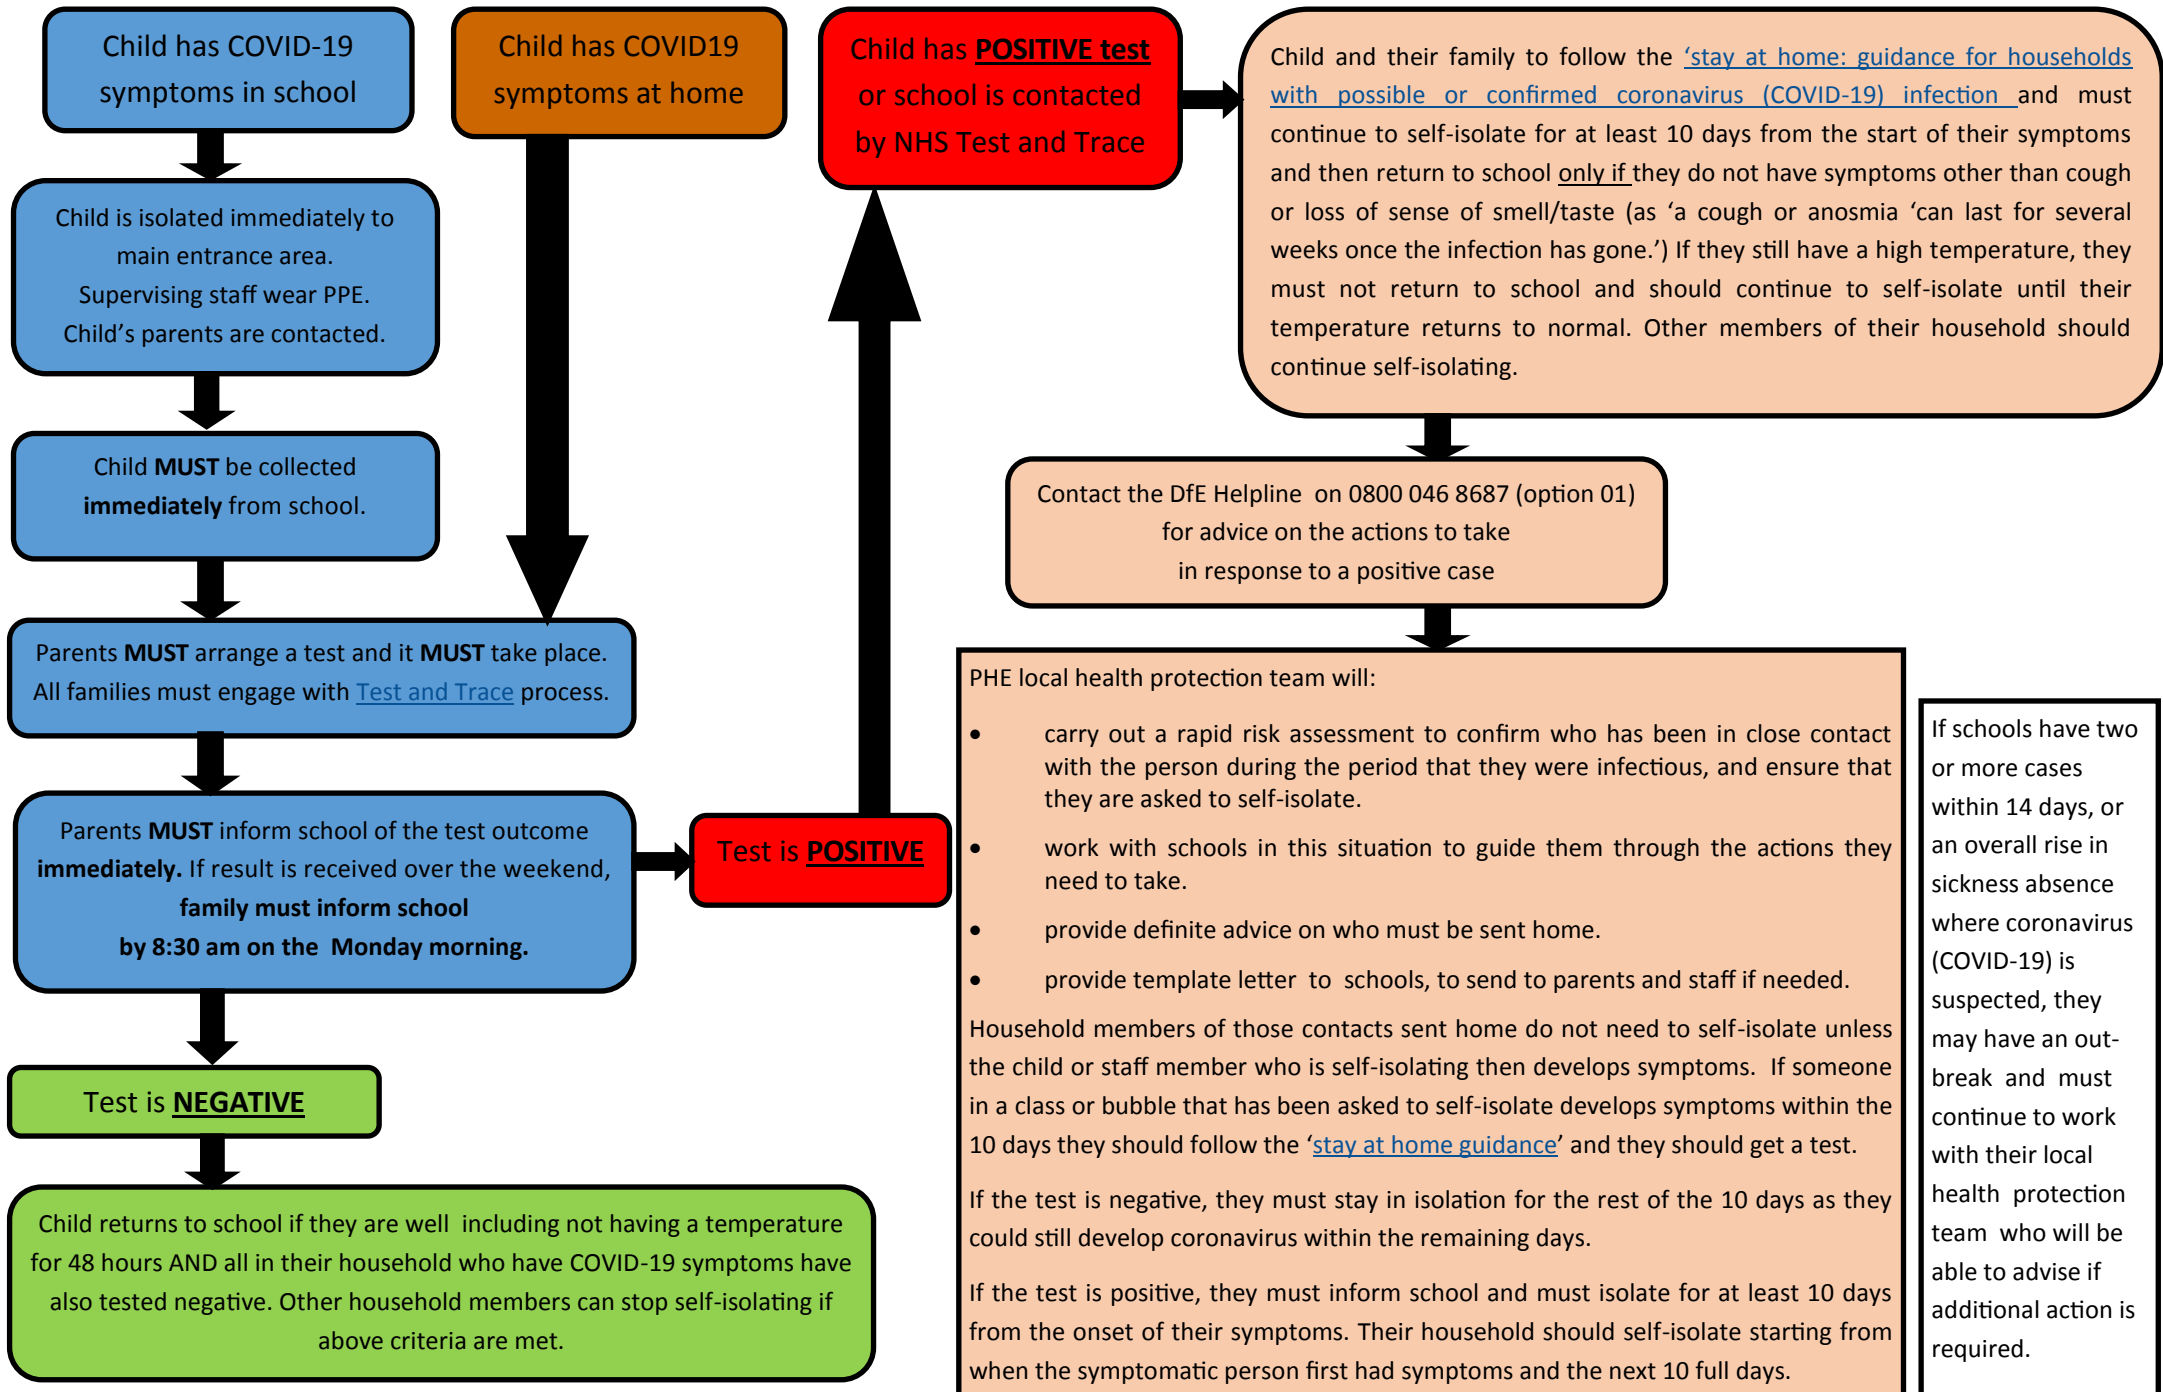 Child has COVID-19
symptoms in school
Child is isolated immediately to
main entrance area.
Supervising staff wear PPE.
Child’s parents are contacted.
Child MUST be collected
immediately from school.
Child has COVID19
symptoms at home
Parents MUST arrange a test and it MUST take place.
All families must engage with Test and Trace process.
Parents MUST inform school of the test outcome
immediately. If result is received over the weekend,
family must inform school
by 8:30 am on the  Monday morning.
Test is NEGATIVE
Child returns to school if they are well  including not having a temperature
for 48 hours AND all in their household who have COVID-19 symptoms have
also tested negative. Other household members can stop self-isolating if
above criteria are met.
Test is POSITIVE
Child has POSITIVE test
or school is contacted
by NHS Test and Trace
Child and their family to follow the ‘stay at home: guidance for households
with possible or confirmed coronavirus (COVID-19) infection and must
continue to self-isolate for at least 10 days from the start of their symptoms
and then return to school only if they do not have symptoms other than cough
or loss of sense of smell/taste (as ‘a cough or anosmia ‘can last for several
weeks once the infection has gone.’) If they still have a high temperature, they
must not return to school and should continue to self-isolate until their
temperature returns to normal. Other members of their household should
continue self-isolating.
Contact the DfE Helpline  on 0800 046 8687 (option 01)
for advice on the actions to take
in response to a positive case
PHE local health protection team will:
• carry out a rapid risk assessment to confirm who has been in close contact
with the person during the period that they were infectious, and ensure that
they are asked to self-isolate.
• work with schools in this situation to guide them through the actions they
need to take.
• provide definite advice on who must be sent home.
• provide template letter  to  schools, to send to parents and staff if needed.
Household members of those contacts sent home do not need to self-isolate unless
the child or staff member who is self-isolating then develops symptoms.  If someone
in a class or bubble that has been asked to self-isolate develops symptoms within the
10 days they should follow the ‘stay at home guidance’ and they should get a test.
If the test is negative, they must stay in isolation for the rest of the 10 days as they
could still develop coronavirus within the remaining days.
If the test is positive, they must inform school and must isolate for at least 10 days
from the onset of their symptoms. Their household should self-isolate starting from
when the symptomatic person first had symptoms and the next 10 full days.
If schools have two
or more cases
within 14 days, or
an overall rise in
sickness absence
where coronavirus
(COVID-19) is
suspected, they
may have an out-
break  and  must
continue to work
with their local
health  protection
team  who will be
able to advise if
additional action is
required.